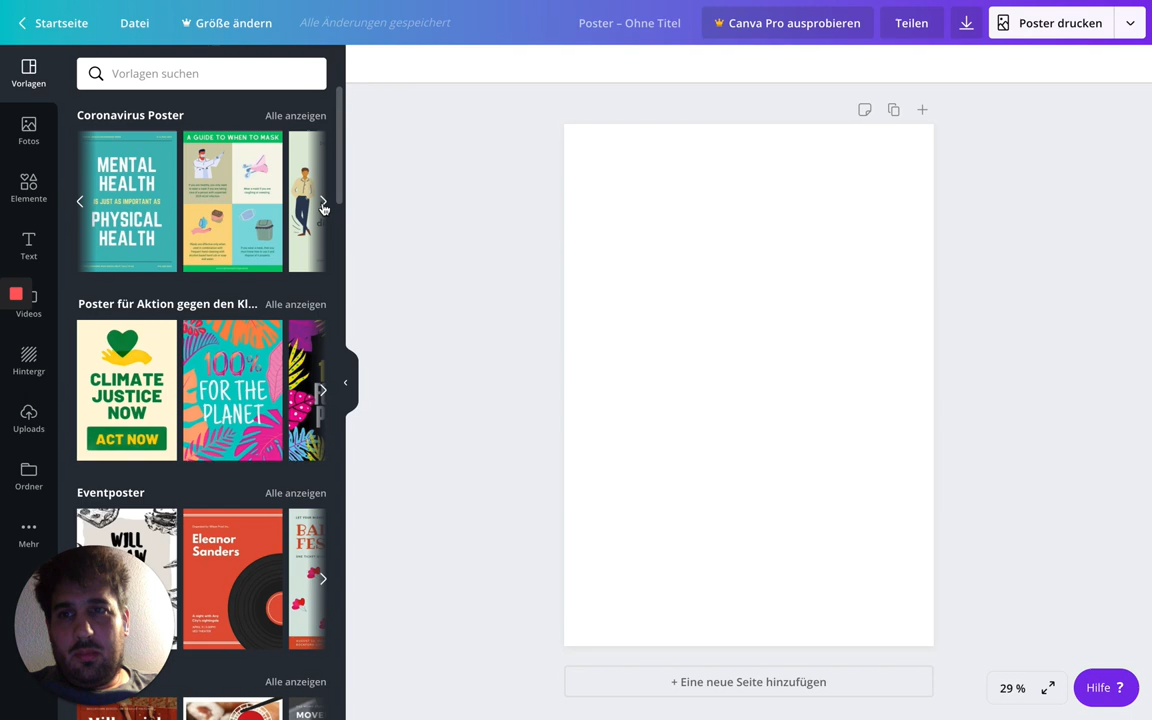 Startseite
Datei
Größe ändern
Alle Änderungen gespeichert
Poster – Ohne Titel
Canva Pro ausprobieren
Teilen
Poster drucken
Vorlagen
Fotos
Elemente
Text
Videos
Hintergr
Uploads
Ordner
Mehr
Vorlagen suchen
Coronavirus Poster
Alle anzeigen
MENTAL
HEALTH
IS JUST AS IMPORTANT AS
PHYSICAL
HEALTH
A GUIDE TO WHEN TO MASK
Poster für Aktion gegen den Kl...
Alle anzeigen
CLIMATE
JUSTICE
NOW
ACT NOW
100%
FOR THE
PLANET
Eventposter
Alle anzeigen
WILL
Eleanor
Sanders
Alle anzeigen
MOVE
+ Eine neue Seite hinzufügen
29 %
Hilfe ?